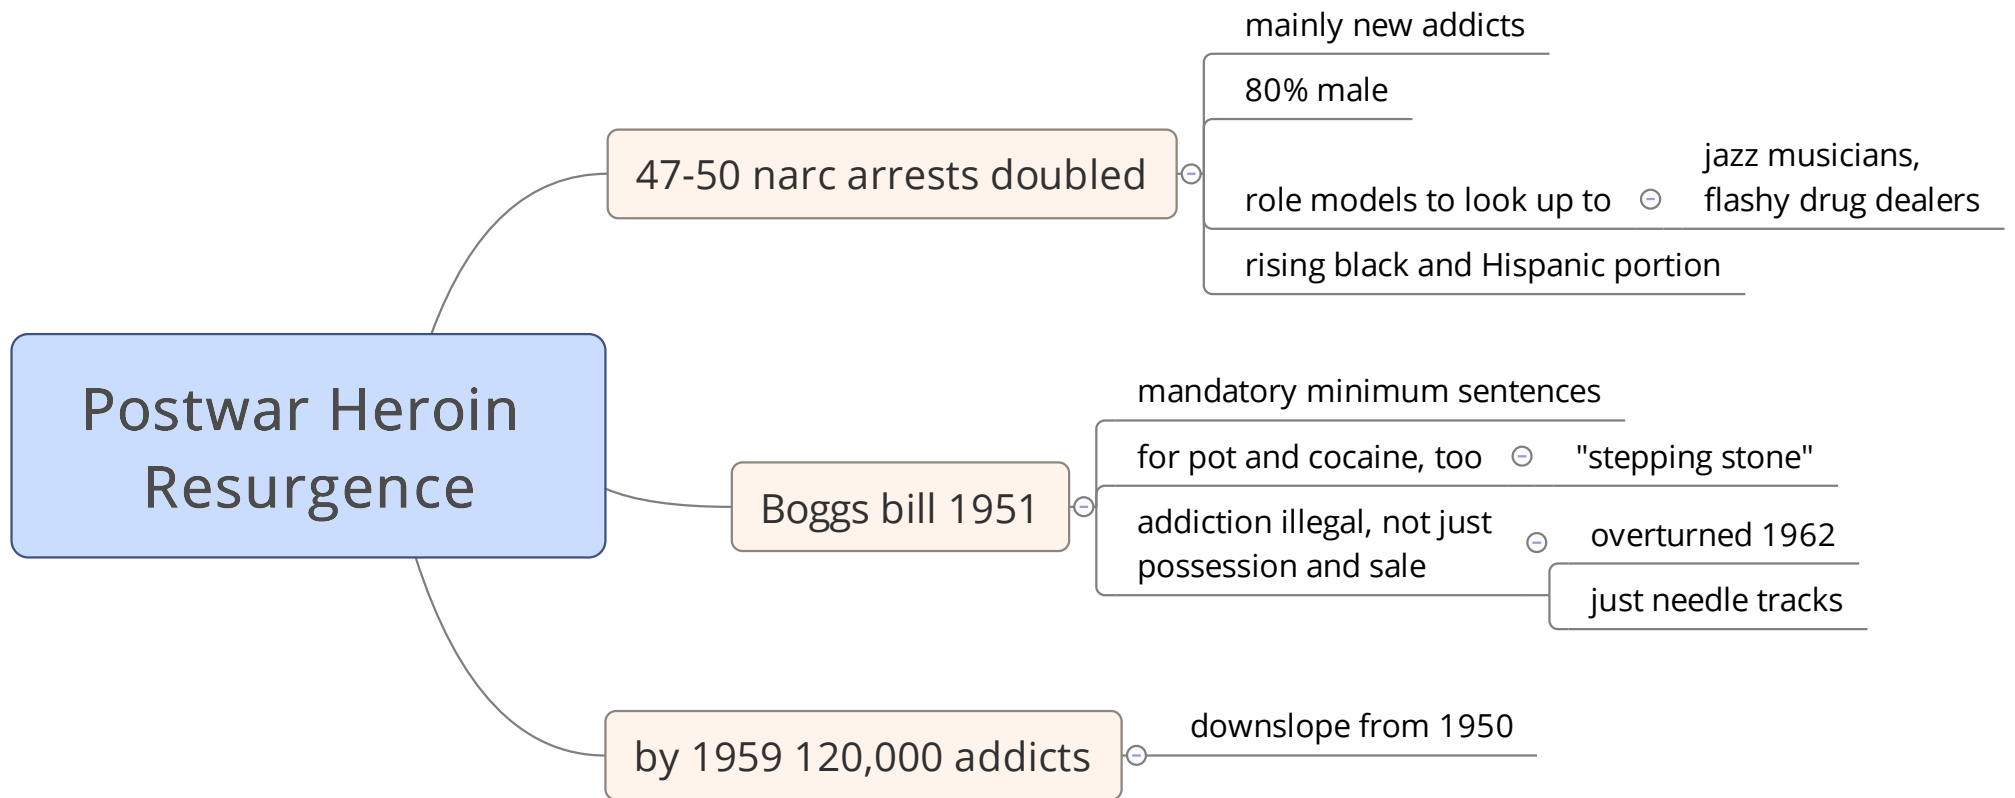 Postwar Heroin
Resurgence
47-50 narc arrests doubled
mainly new addicts
80% male
role models to look up to
jazz musicians,
flashy drug dealers
rising black and Hispanic portion
Boggs bill 1951
mandatory minimum sentences
for pot and cocaine, too
"stepping stone"
addiction illegal, not just
possession and sale
overturned 1962
just needle tracks
by 1959 120,000 addicts
downslope from 1950